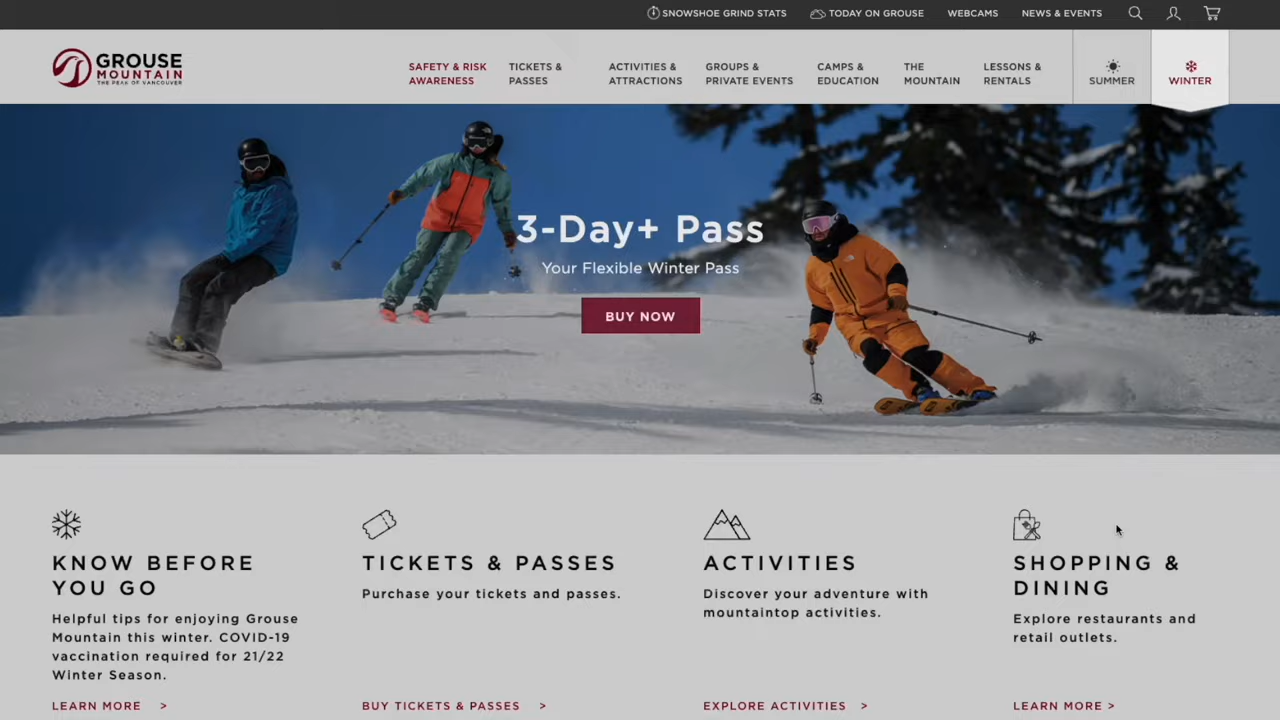 SNOWSHOE GRIND STATS TODAY ON GROUSE WEBCAMS NEWS & EVENTS
GROUSE
MOUNTAIN
THE PEAK OF VANCOUVER
SAFETY & RISK
AWARENESS
TICKETS &
PASSES
ACTIVITIES &
ATTRACTIONS
GROUPS &
PRIVATE EVENTS
CAMPS &
EDUCATION
THE
MOUNTAIN
LESSONS &
RENTALS
SUMMER
WINTER
3-Day+ Pass
Your Flexible Winter Pass
BUY NOW
KNOW BEFORE
YOU GO
Helpful tips for enjoying Grouse
Mountain this winter. COVID-19
vaccination required for 21/22
Winter Season.
LEARN MORE >
TICKETS & PASSES
Purchase your tickets and passes.
BUY TICKETS & PASSES >
ACTIVITIES
Discover your adventure with
mountaintop activities.
EXPLORE ACTIVITIES >
SHOPPING &
DINING
Explore restaurants and
retail outlets.
LEARN MORE >